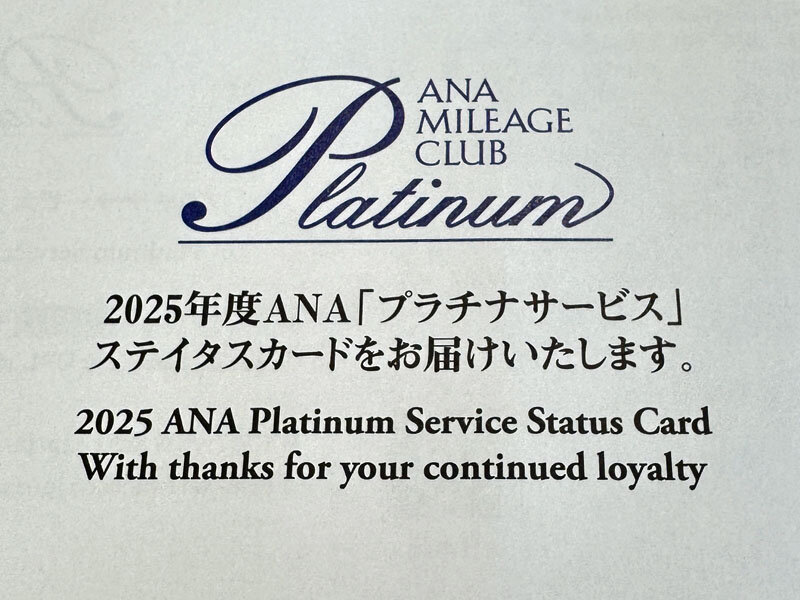 ANA
MILEAGE
CLUB
Platinum
2025年度ANA「プラチナサービス」
ステイタスカードをお届けいたします。
2025 ANA Platinum Service Status Card
With thanks for your continued loyalty